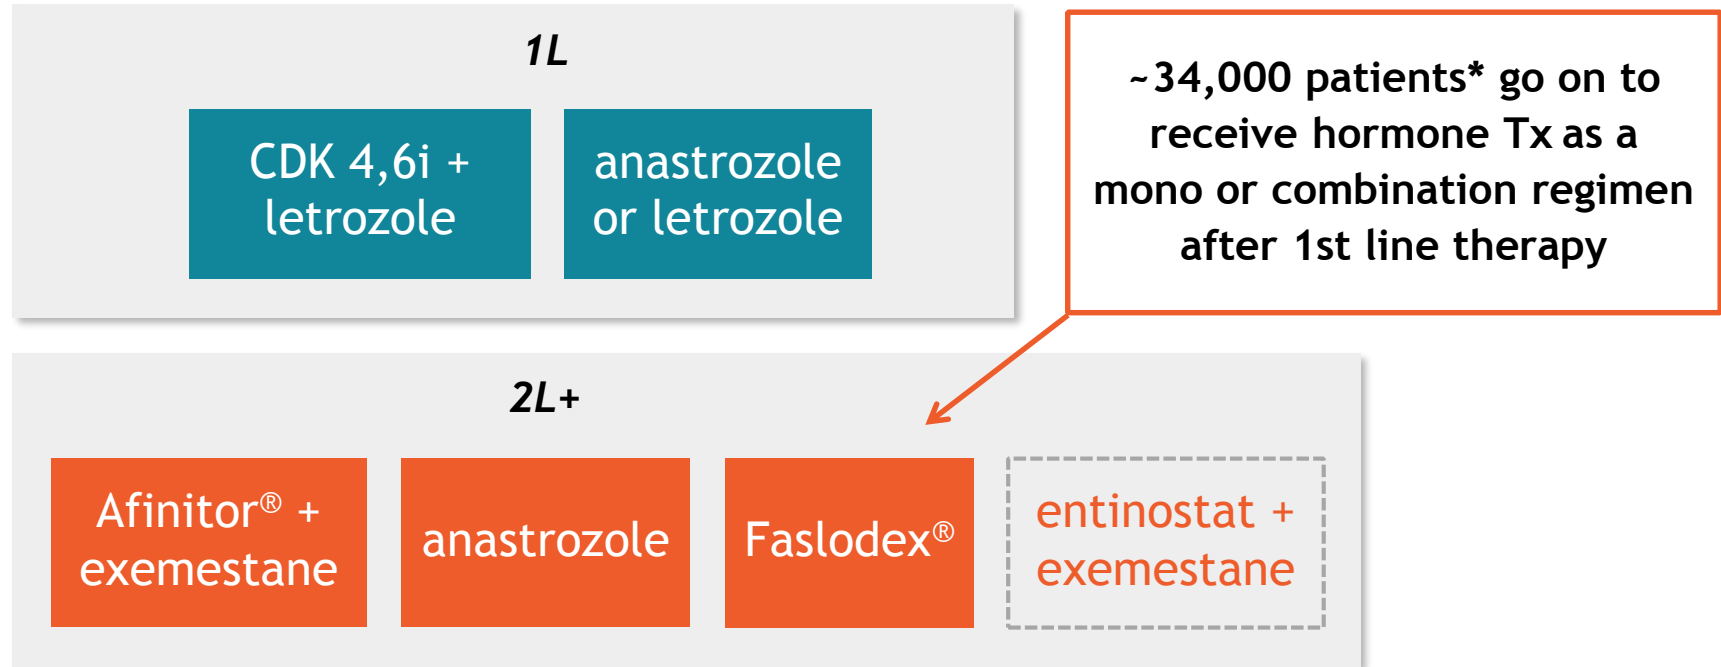 1L
CDK 4,6i +
letrozole
anastrozole
or letrozole
~34,000 patients* go on to
receive hormone Tx as a
mono or combination regimen
after 1st line therapy
2L+
Afinitor® +
exemestane
anastrozole
Faslodex®
entinostat +
exemestane